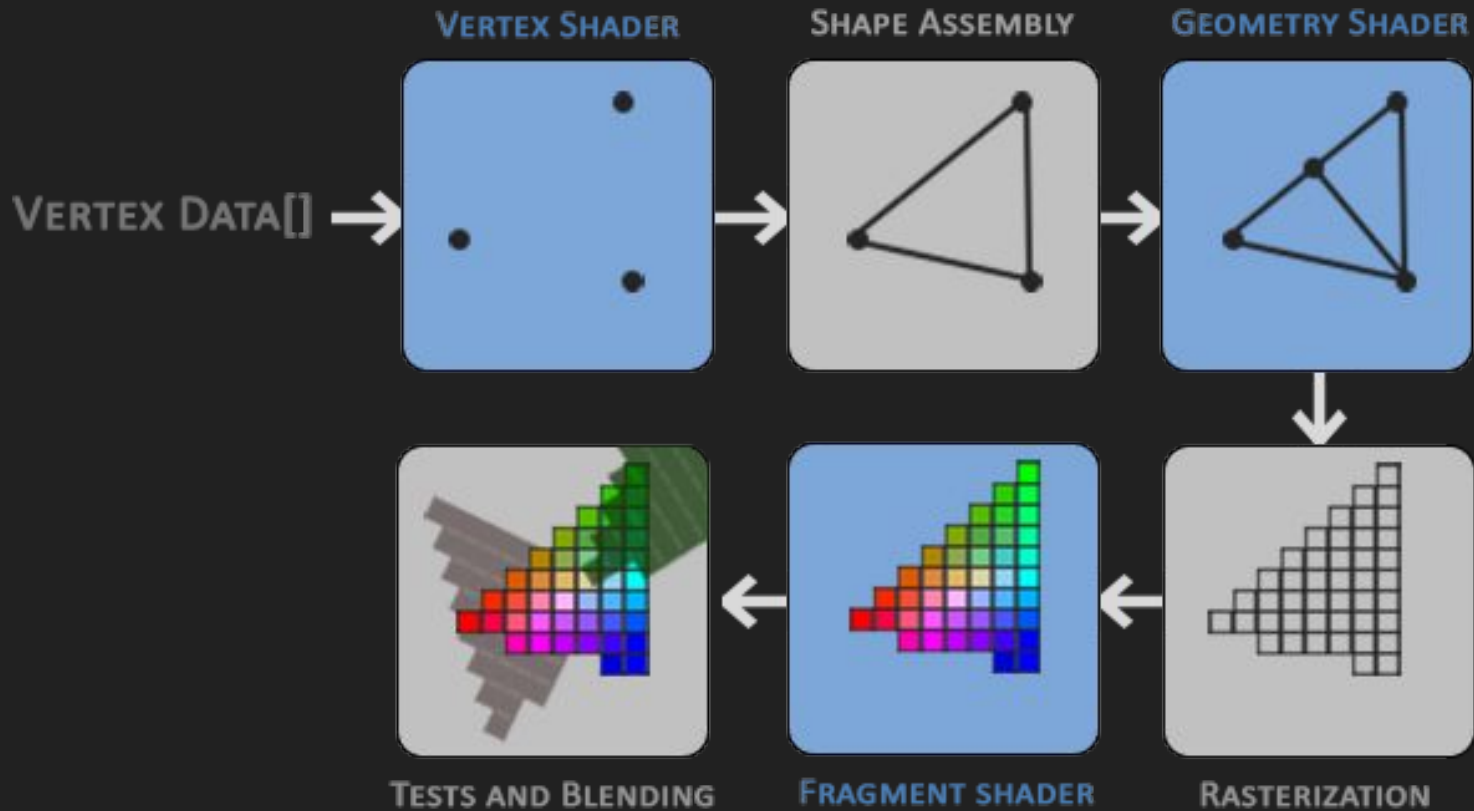 VERTEX SHADER
SHAPE ASSEMBLY
GEOMETRY SHADER
VERTEX DATA[]
TESTS AND BLENDING
FRAGMENT SHADER
RASTERIZATION